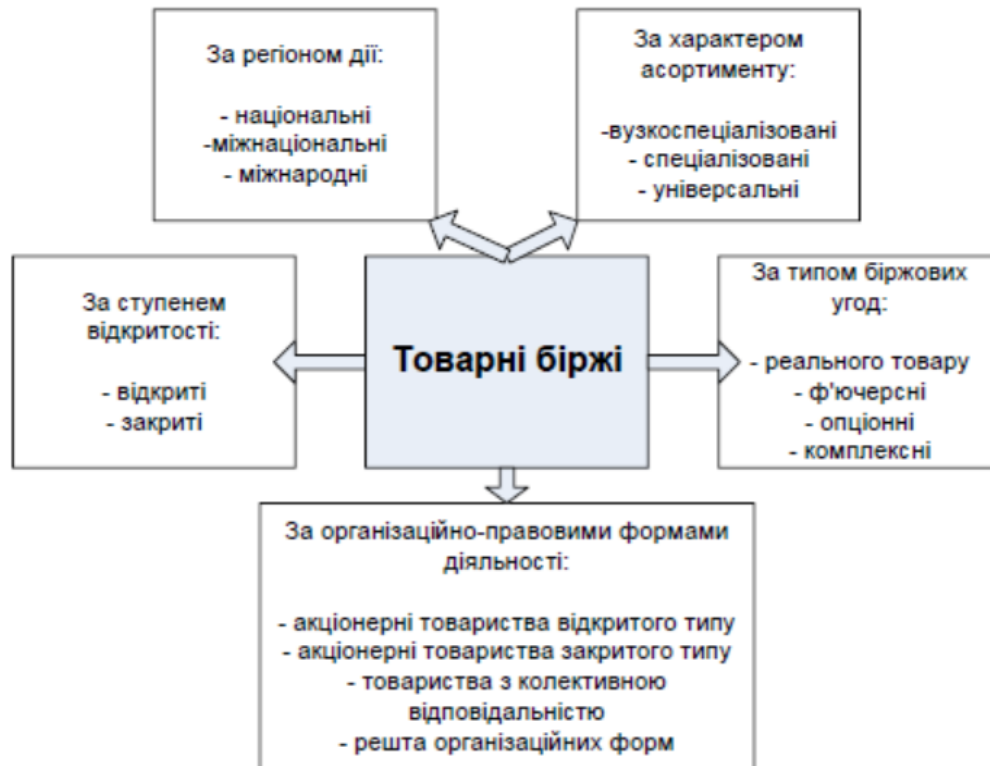 За регіоном дії:
- національні
-міжнаціональні
- міжнародні
За характером
асортименту:
-вузкоспеціалізовані
- спеціалізовані
- універсальні
За ступенем
відкритості:
- відкриті
- закриті
Товарні біржі
За типом біржових
угод:
- реального товару
- ф'ючерсні
- опціонні
- комплексні
За організаційно-правовими формами
діяльності:
- акціонерні товариства відкритого типу
- акціонерні товариства закритого типу
- товариства з колективною
відповідальністю
- решта організаційних форм